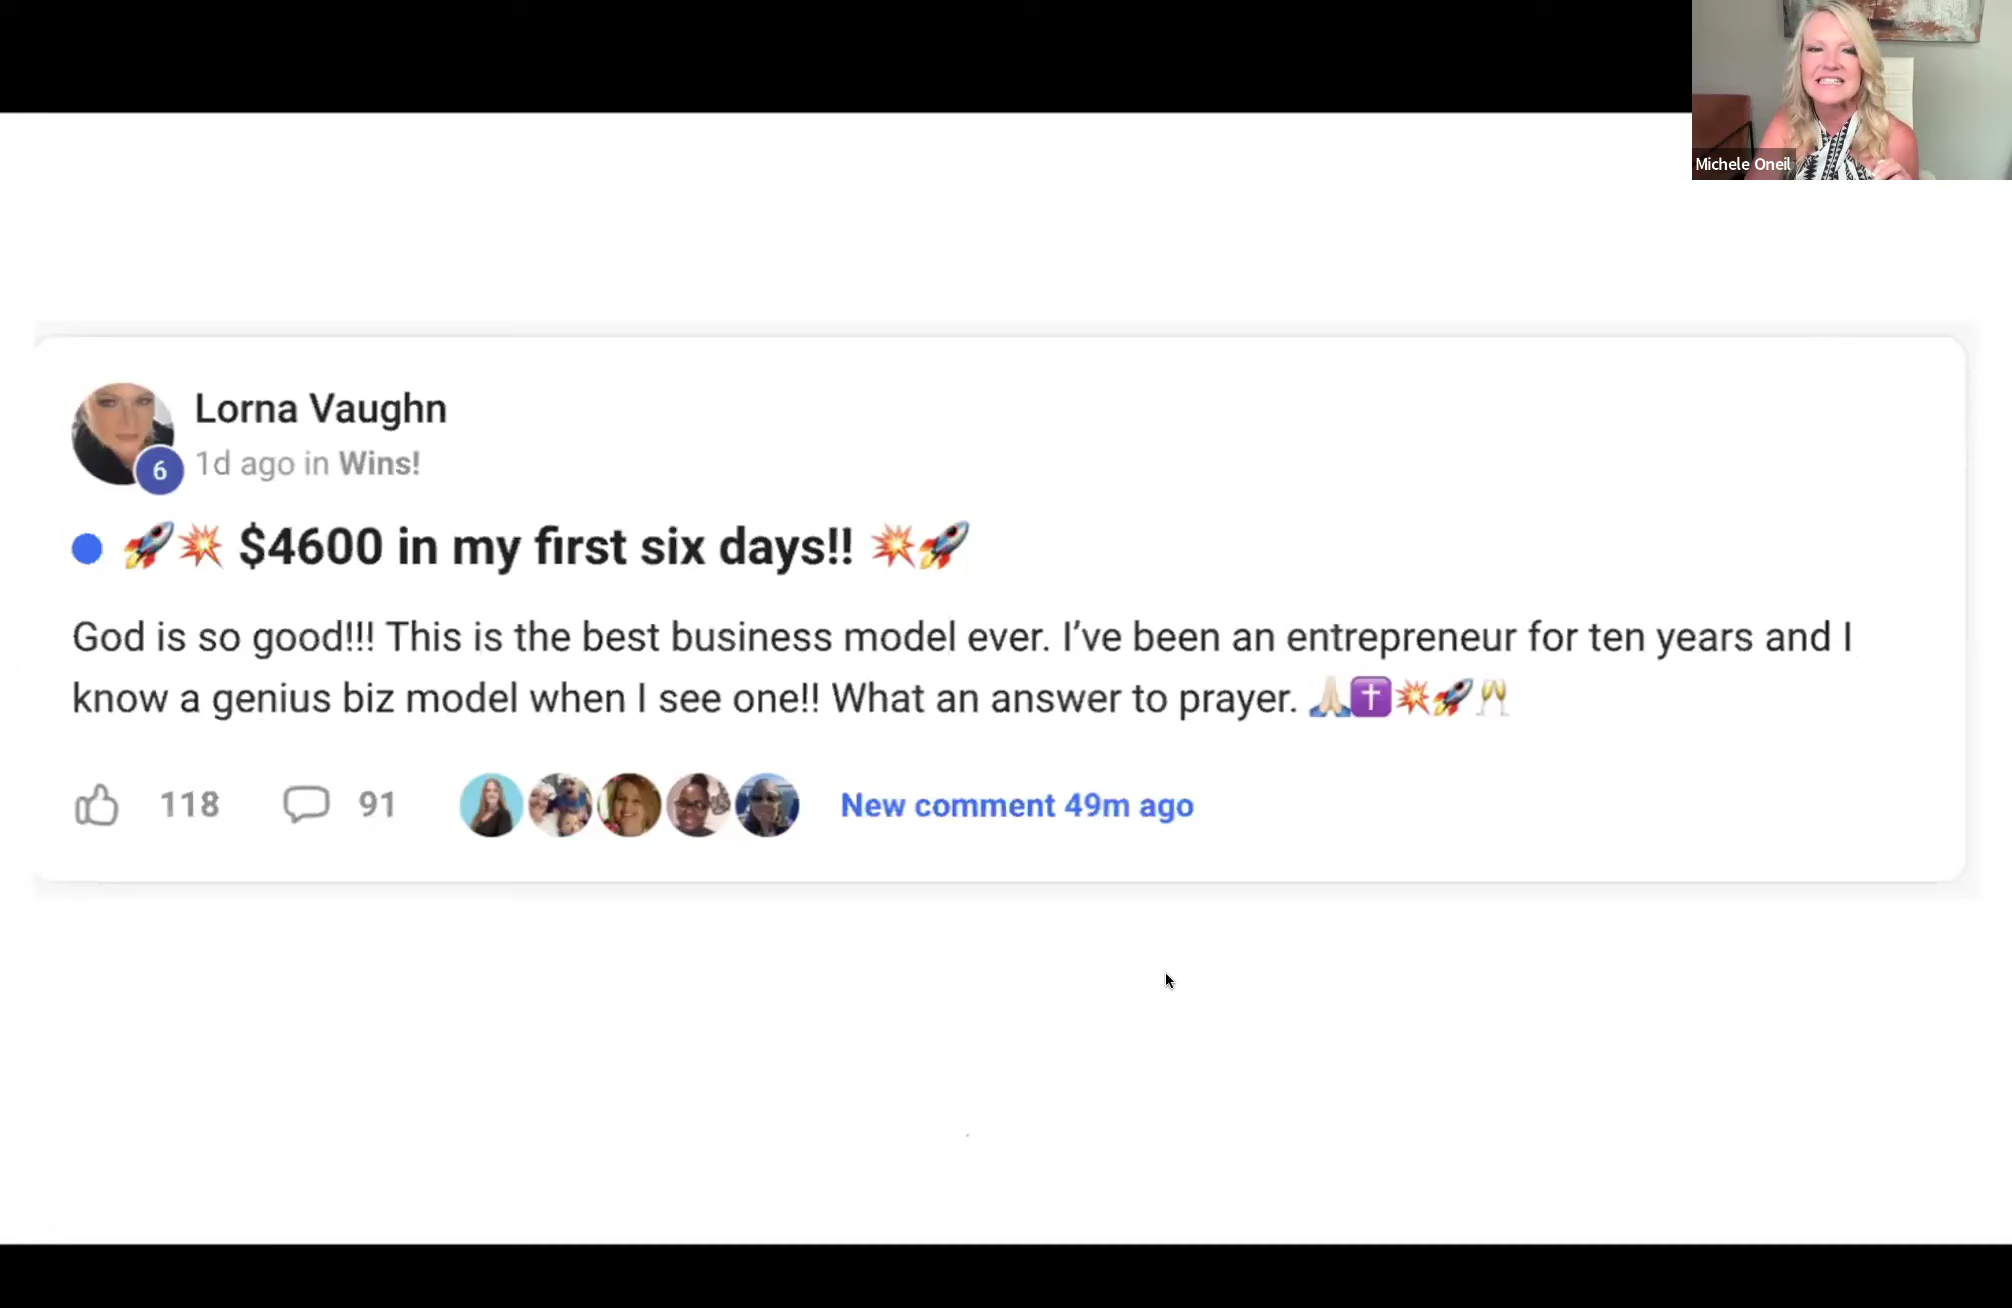 Michele Oneil
Lorna Vaughn
6
1d ago in Wins!
🚀💥 $4600 in my first six days!! 💥🚀
God is so good!!! This is the best business model ever. I’ve been an entrepreneur for ten years and I
know a genius biz model when I see one!! What an answer to prayer. 🙏🏼✝️💥🚀🥂
118 91 New comment 49m ago